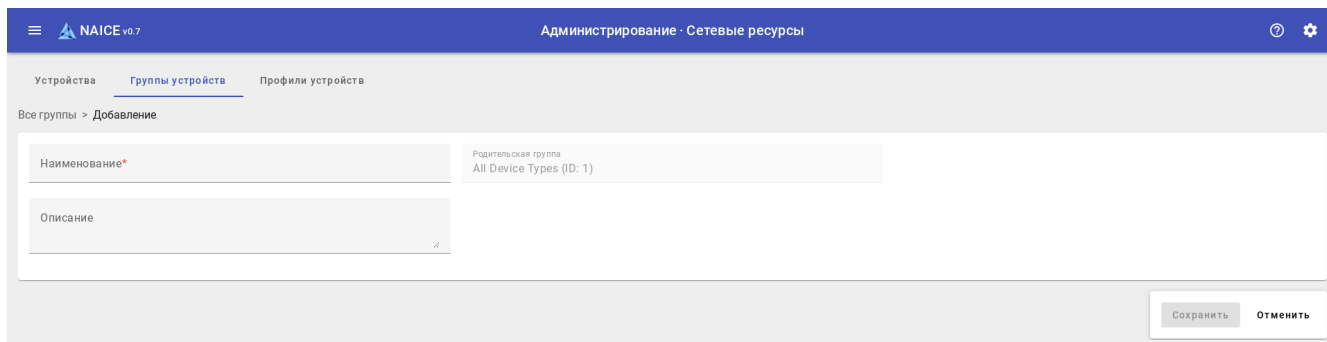 NAICE v0.7
Администрирование · Сетевые ресурсы
Устройства Группы устройств Профили устройств
Все группы > Добавление
Наименование*
Родительская группа
All Device Types (ID: 1)
Описание
Сохранить Отменить